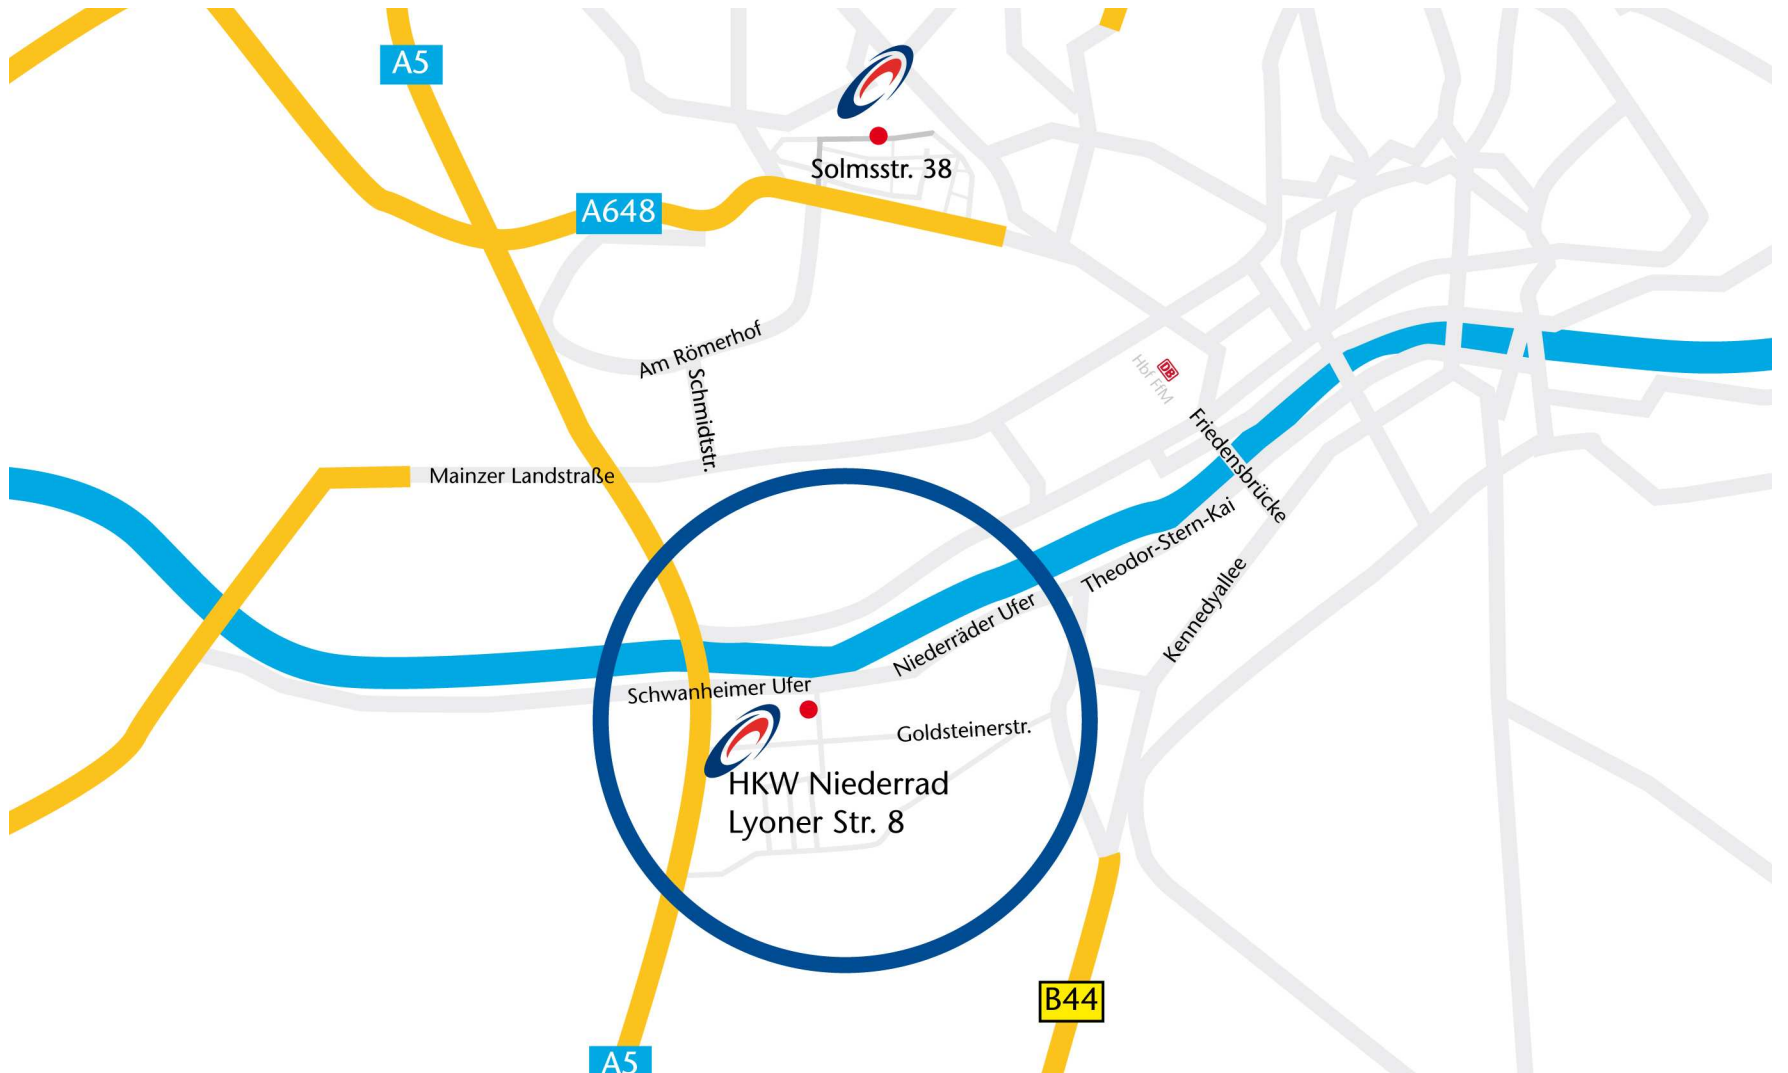 A5
Solmsstr. 38
A648
Am Römerhof
Schmidtstr.
DB
Hbf FfM
Friedensbrücke
Mainzer Landstraße
Theodor-Stern-Kai
Kennedyallee
Niederräder Ufer
Schwanheimer Ufer
Goldsteinerstr.
HKW Niederrad
Lyoner Str. 8
B44
A5